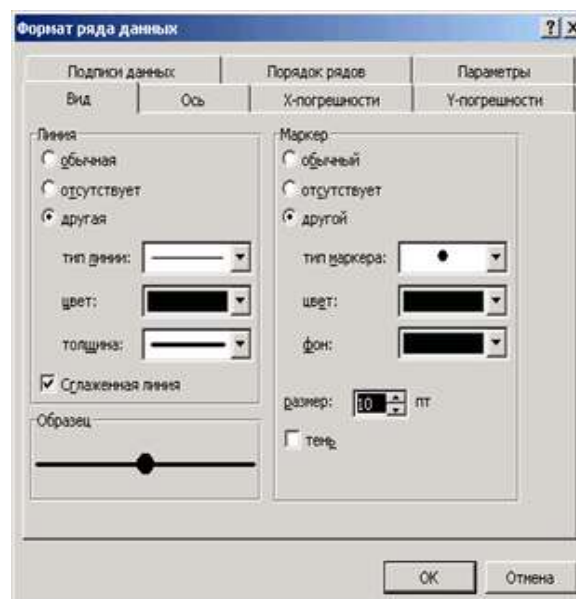 Формат ряда данных
Подписи данных Порядок рядов Параметры
Вид Ось X-погрешности Y-погрешности
Линия
обычная
отсутствует
другая
тип линии:
цвет:
толщина:
Сглаженная линия
Образец
Маркер
обычный
отсутствует
другой
тип маркера:
цвет:
фон:
размер: 10 пт
тень
OK Отмена